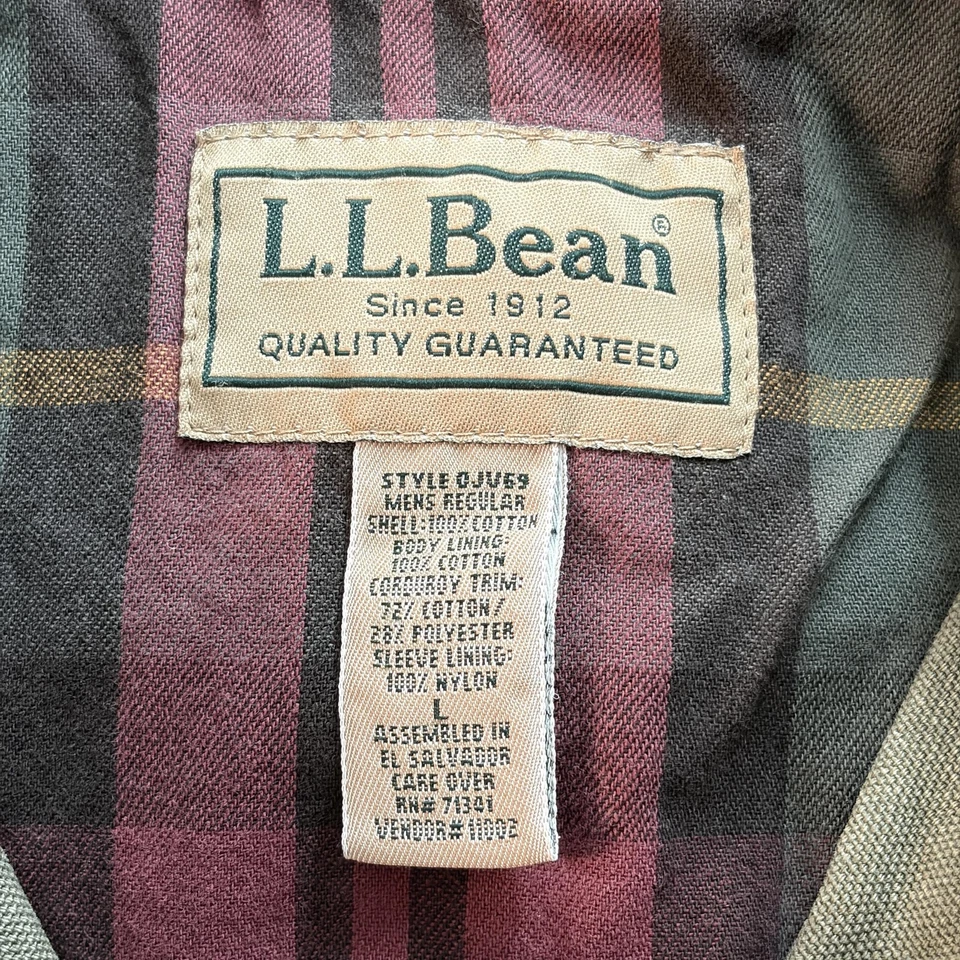 L.L.Bean®
Since 1912
QUALITY GUARANTEED
STYLE 0JV69
MENS REGULAR
SHELL:100% COTTON
BODY LINING:
100% COTTON
CORDUROY TRIM:
72% COTTON/
28% POLYESTER
SLEEVE LINING:
100% NYLON
L
ASSEMBLED IN
EL SALVADOR
CARE OVER
RN# 71341
VENDOR# 11002